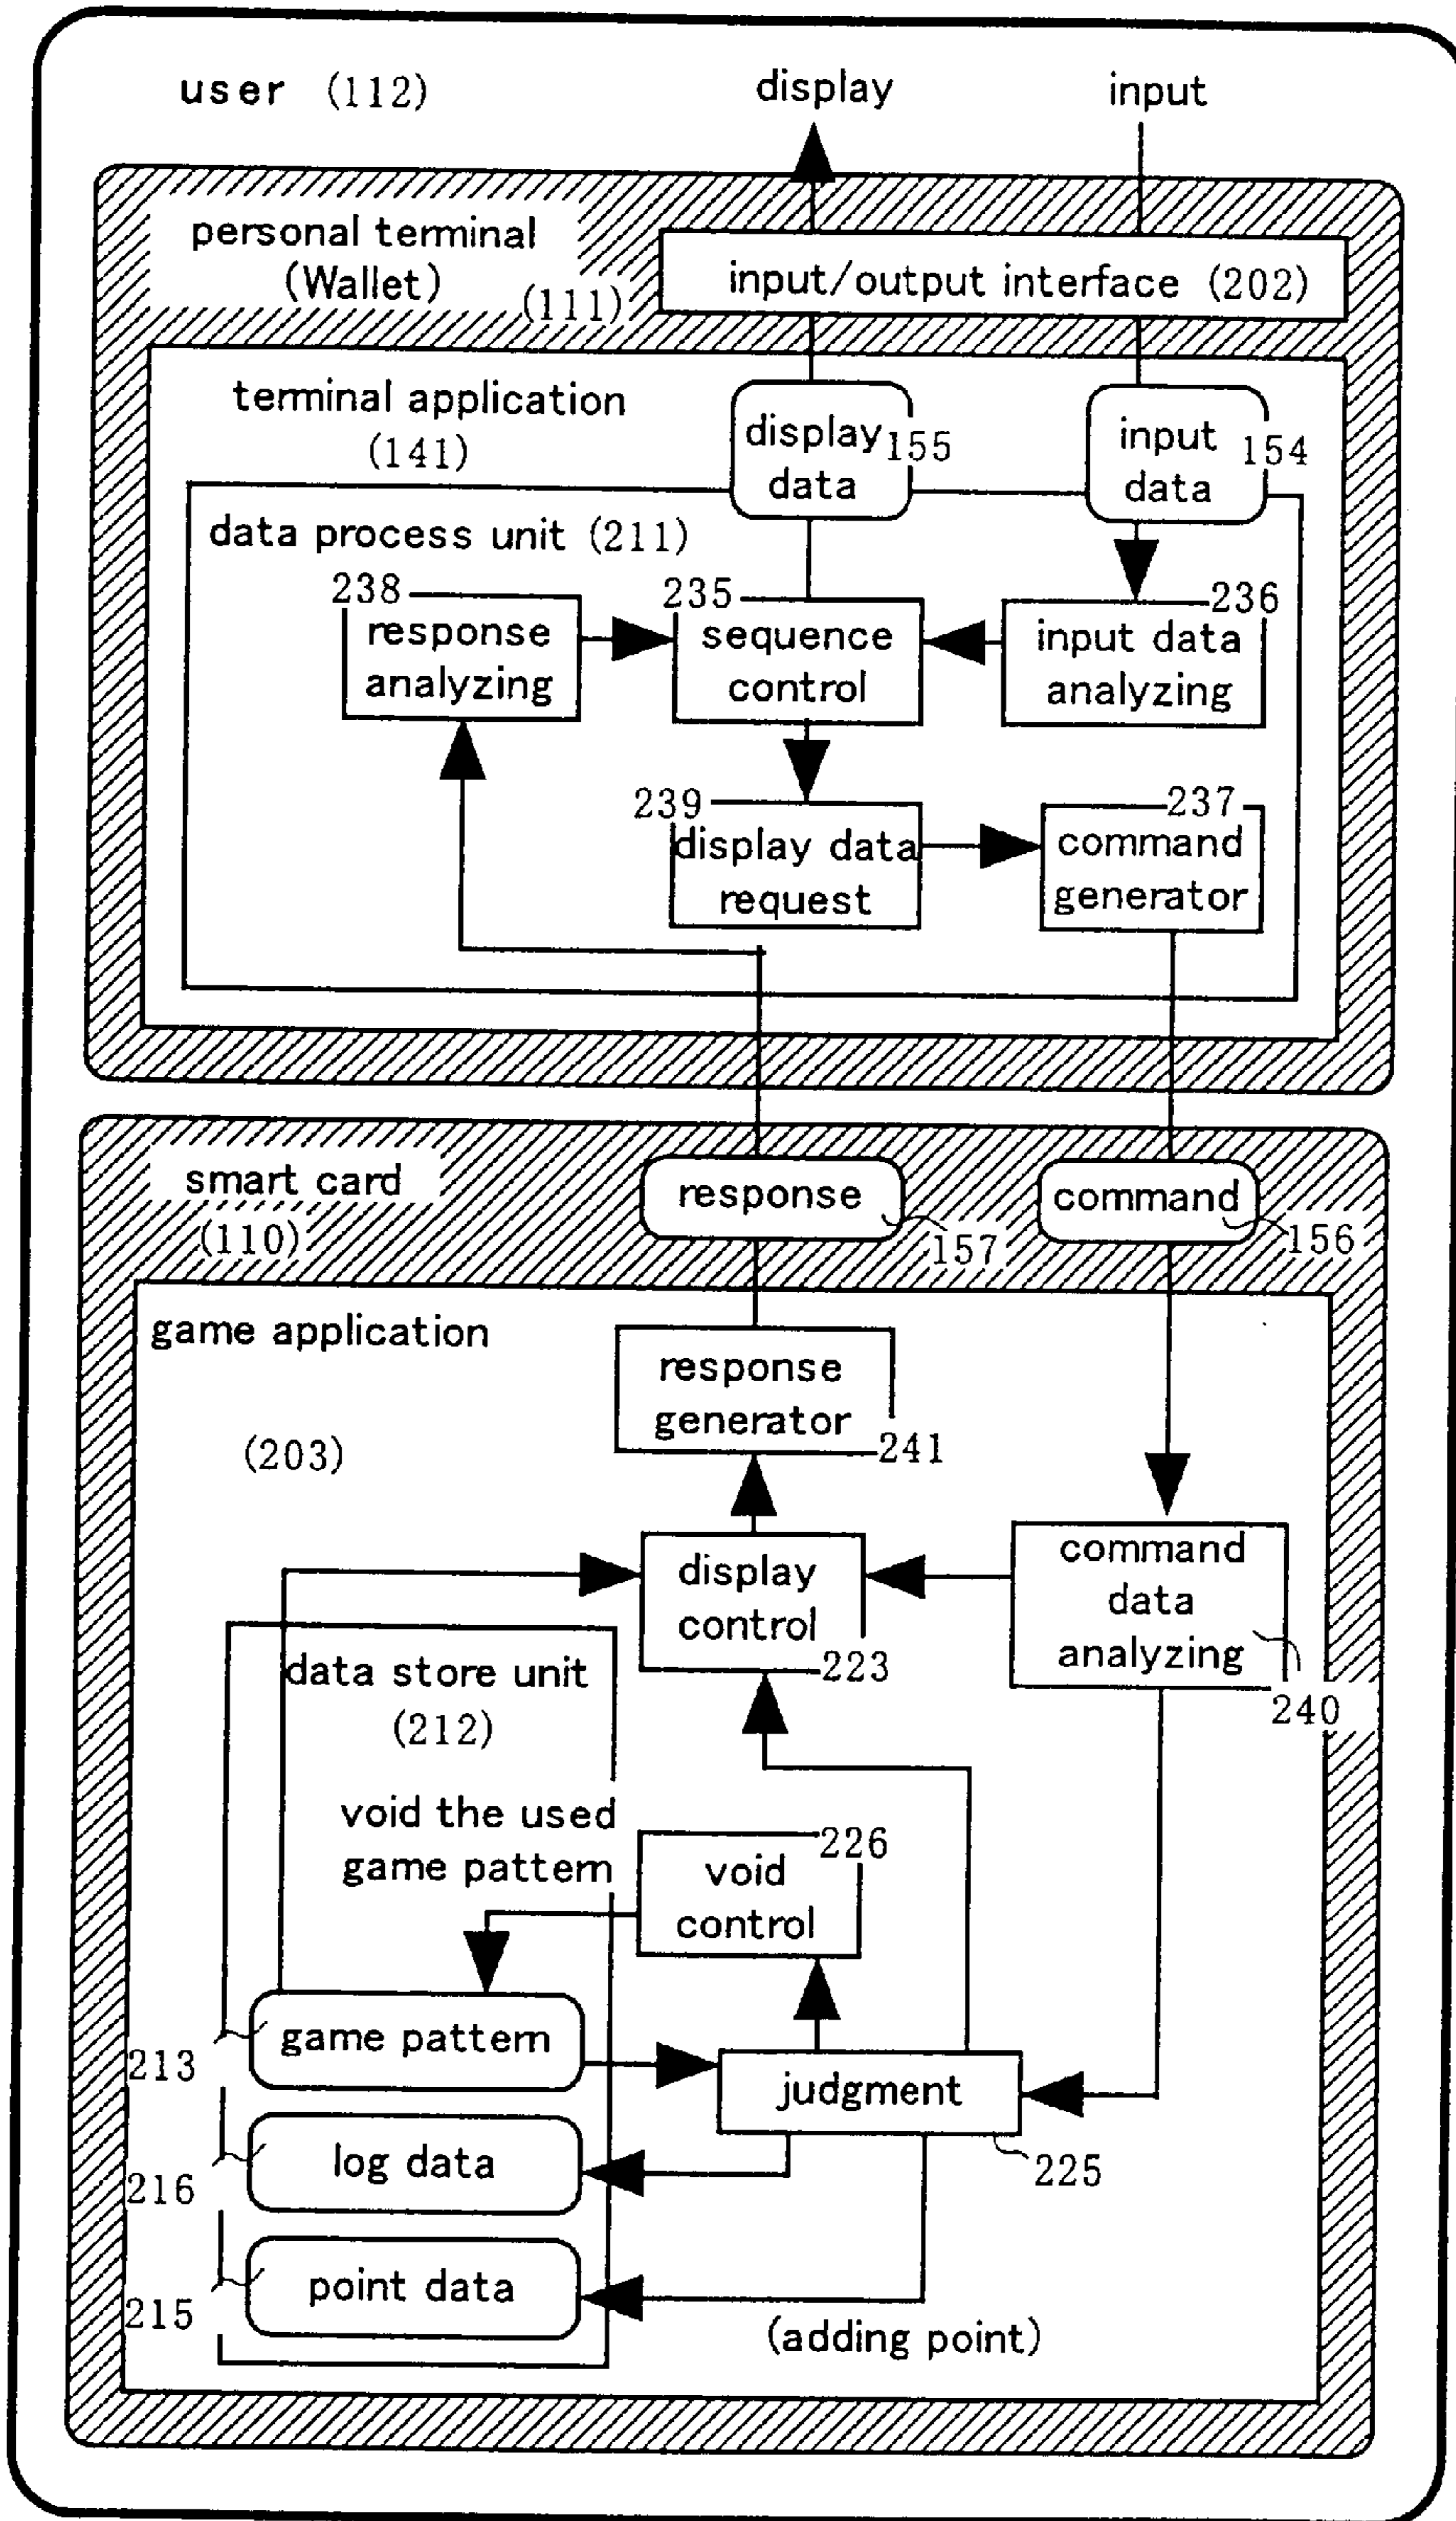 user (112)
display
input
personal terminal
(Wallet)
(111)
input/output interface (202)
terminal application
(141)
display
data
155
input
data
154
data process unit (211)
238
response
analyzing
235
sequence
control
236
input data
analyzing
239
display data
request
237
command
generator
smart card
(110)
response
157
command
156
game application
(203)
response
generator
241
display
control
223
command
data
analyzing
240
data store unit
(212)
void the used
game pattern
226
void
control
game pattern
213
judgment
225
log data
216
point data
215
(adding point)